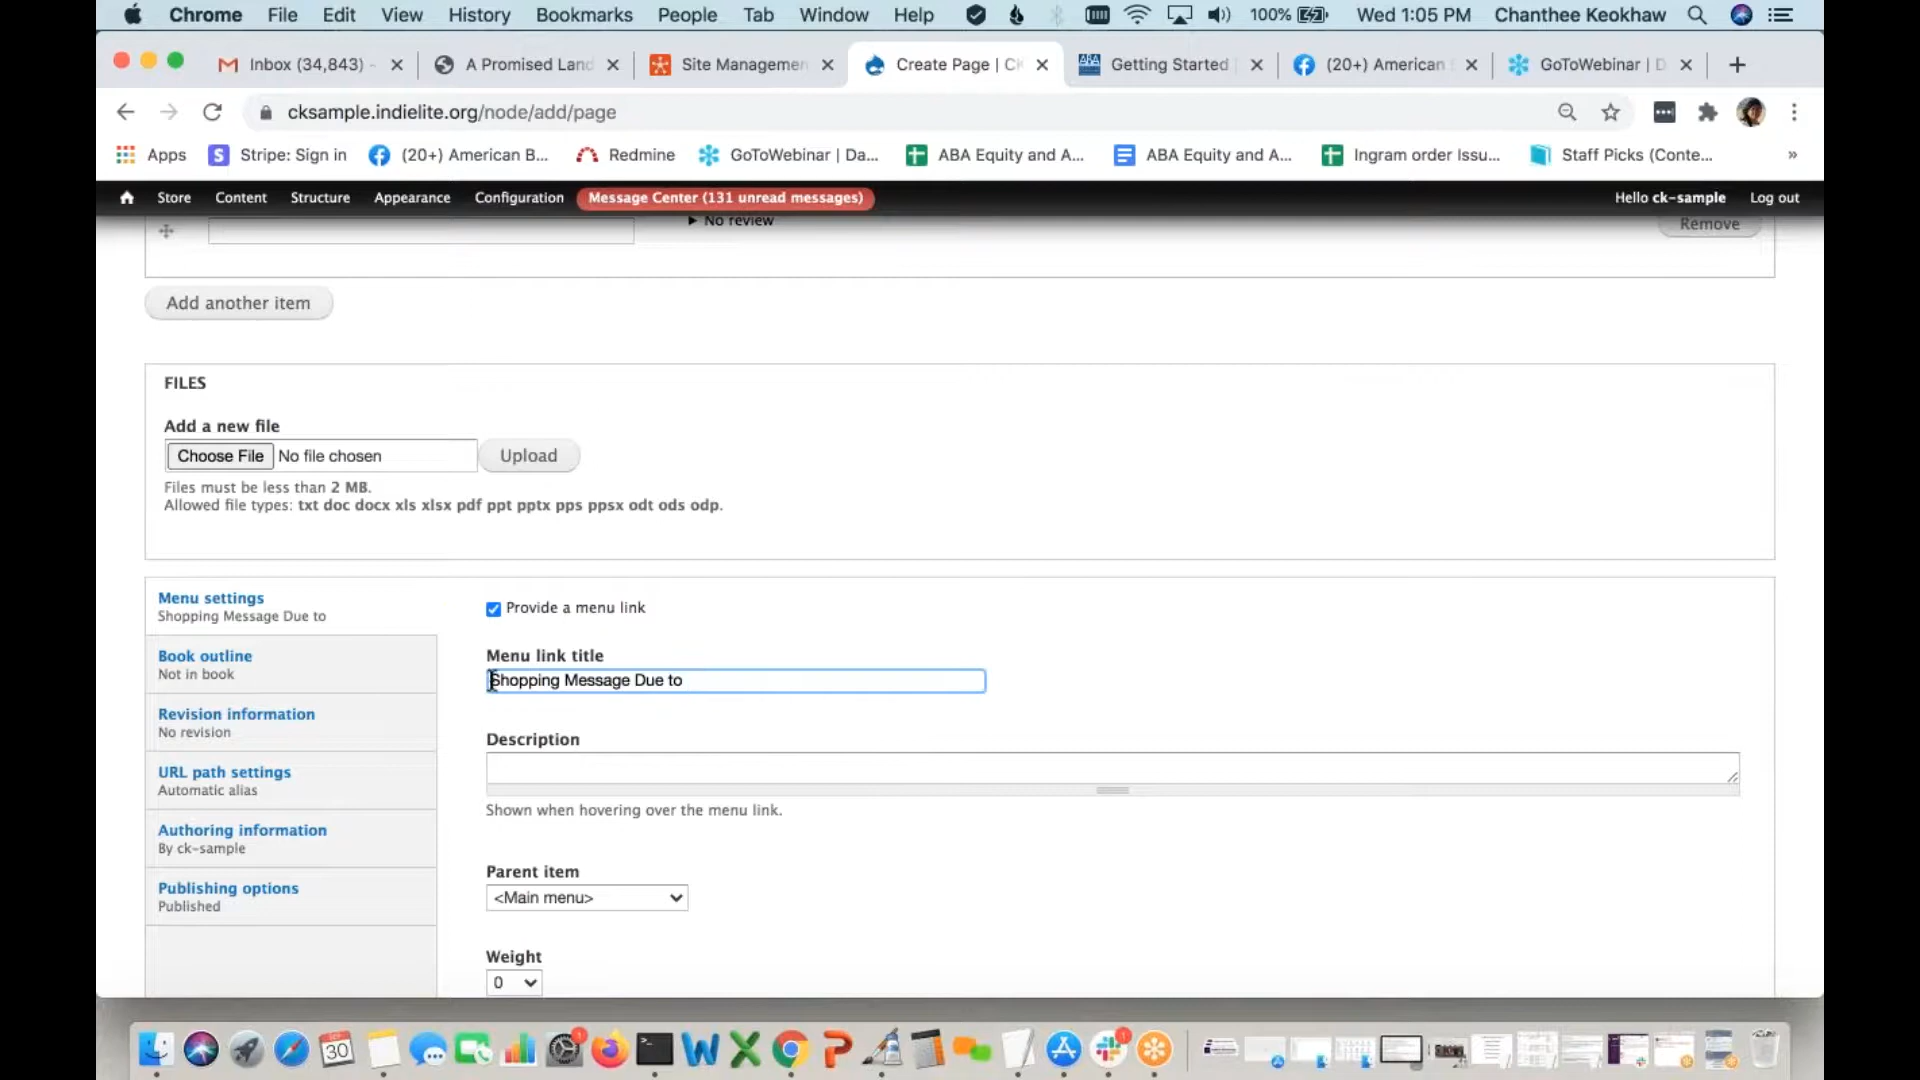 Chrome File Edit View History Bookmarks People Tab Window Help 100% Wed 1:05 PM Chanthee Keokhaw
Inbox (34,843) - A Promised Land Site Managemen Create Page | CK Getting Started (20+) American GoToWebinar | D
cksample.indielite.org/node/add/page
Apps Stripe: Sign in (20+) American B... Redmine GoToWebinar | Da... ABA Equity and A... ABA Equity and A... Ingram order Issu... Staff Picks (Conte... »
Store Content Structure Appearance Configuration Message Center (131 unread messages) Hello ck-sample Log out
No review Remove
Add another item
FILES
Add a new file
Choose File No file chosen Upload
Files must be less than 2 MB.
Allowed file types: txt doc docx xls xlsx pdf ppt pptx pps ppsx odt ods odp.
Menu settings
Shopping Message Due to
Book outline
Not in book
Revision information
No revision
URL path settings
Automatic alias
Authoring information
By ck-sample
Publishing options
Published
Provide a menu link
Menu link title
Shopping Message Due to
Description
Shown when hovering over the menu link.
Parent item
<Main menu>
Weight
0
30